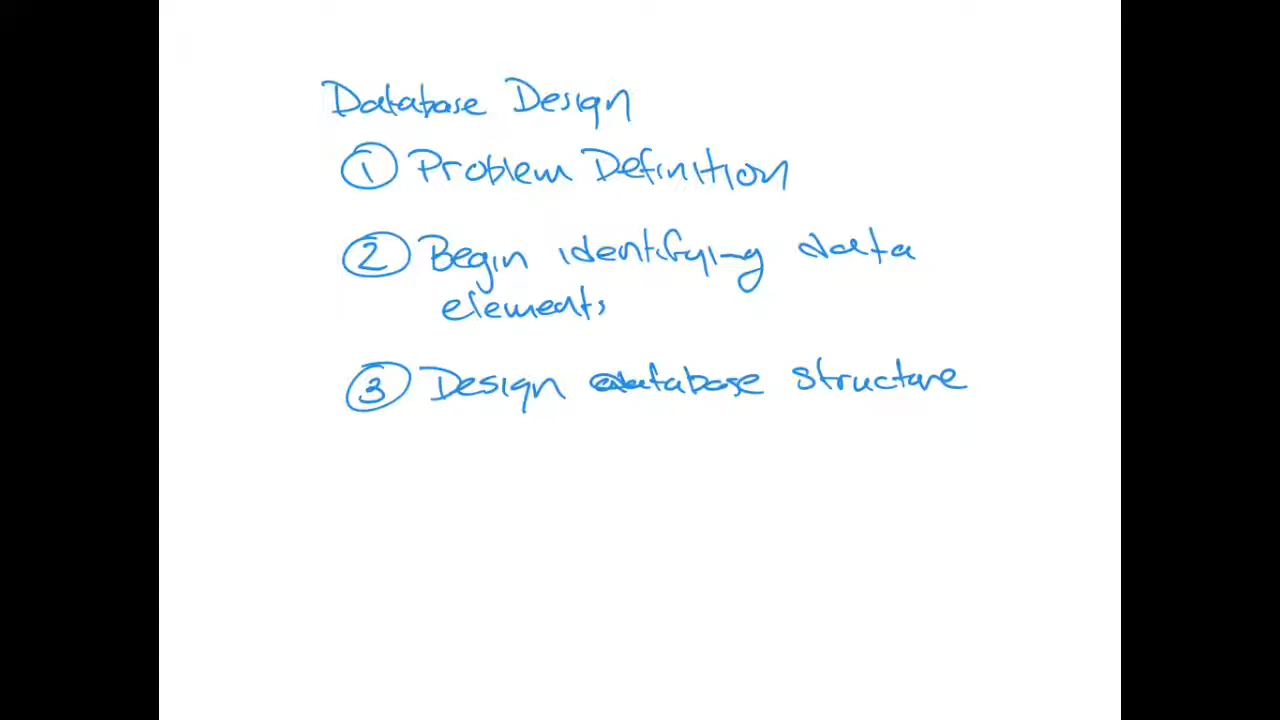 Database Design
① Problem Definition
② Begin identifying data
elements
③ Design database structure